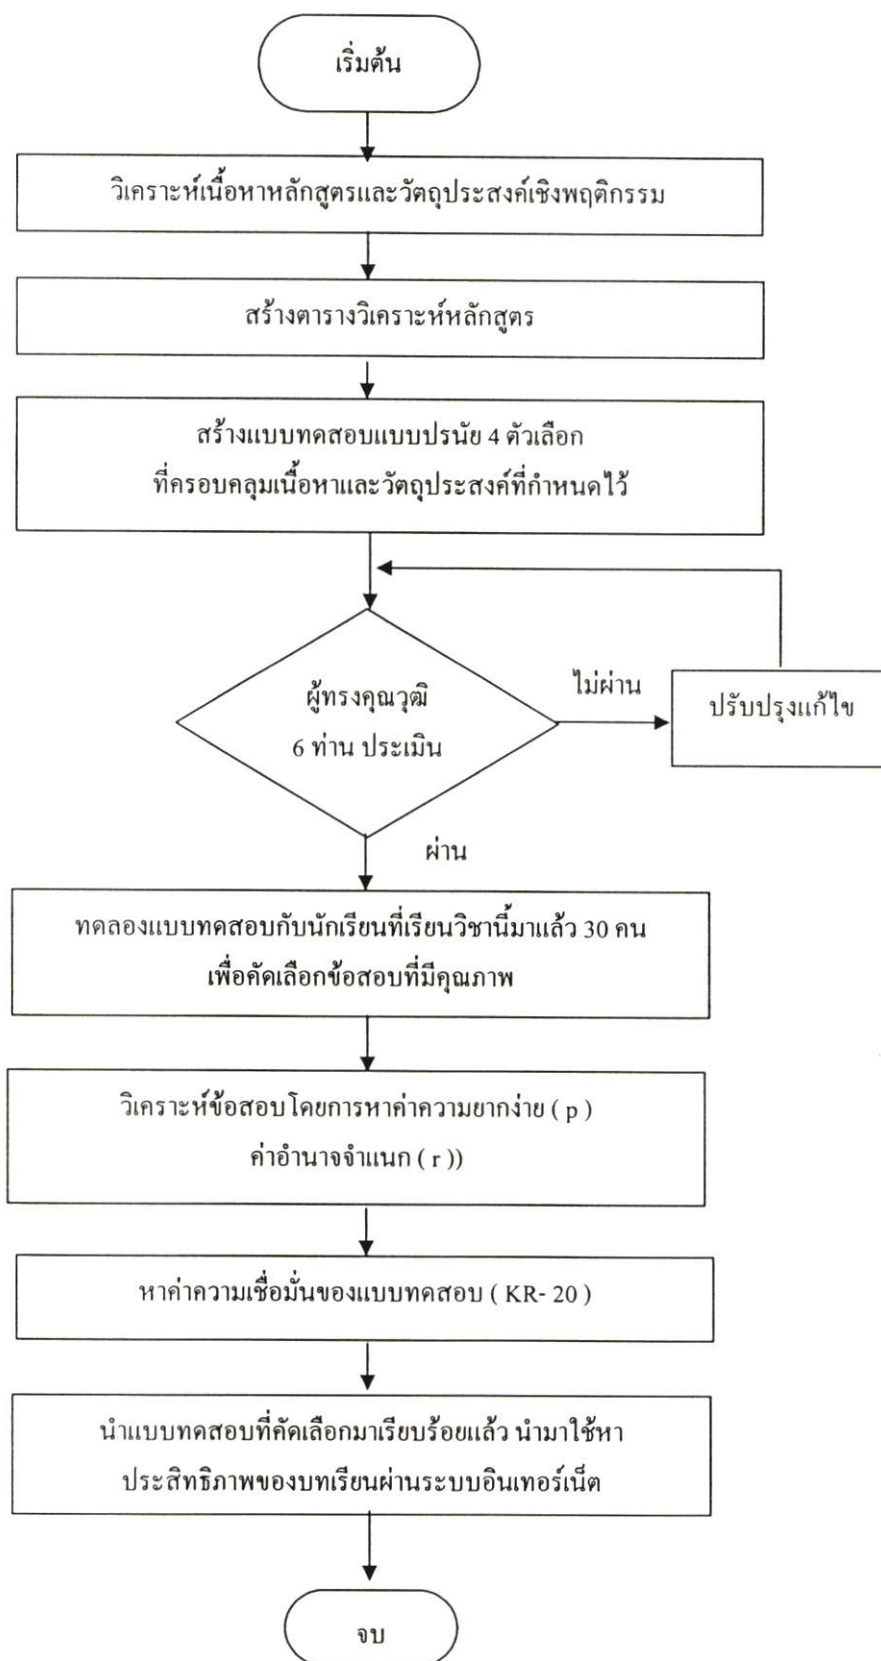 เริ่มต้น
วิเคราะห์เนื้อหาหลักสูตรและวัตถุประสงค์เชิงพฤติกรรม
สร้างตารางวิเคราะห์หลักสูตร
สร้างแบบทดสอบแบบปรนัย 4 ตัวเลือก
ที่ครอบคลุมเนื้อหาและวัตถุประสงค์ที่กำหนดไว้
ผู้ทรงคุณวุฒิ
6 ท่าน ประเมิน
ไม่ผ่าน
ปรับปรุงแก้ไข
ผ่าน
ทดลองแบบทดสอบกับนักเรียนที่เรียนวิชานี้มาแล้ว 30 คน
เพื่อคัดเลือกข้อสอบที่มีคุณภาพ
วิเคราะห์ข้อสอบโดยการหาค่าความยากง่าย ( p )
ค่าอำนาจจำแนก ( r ))
หาค่าความเชื่อมั่นของแบบทดสอบ ( KR- 20 )
นำแบบทดสอบที่คัดเลือกมาเรียบร้อยแล้ว นำมาใช้หา
ประสิทธิภาพของบทเรียนผ่านระบบอินเทอร์เน็ต
จบ